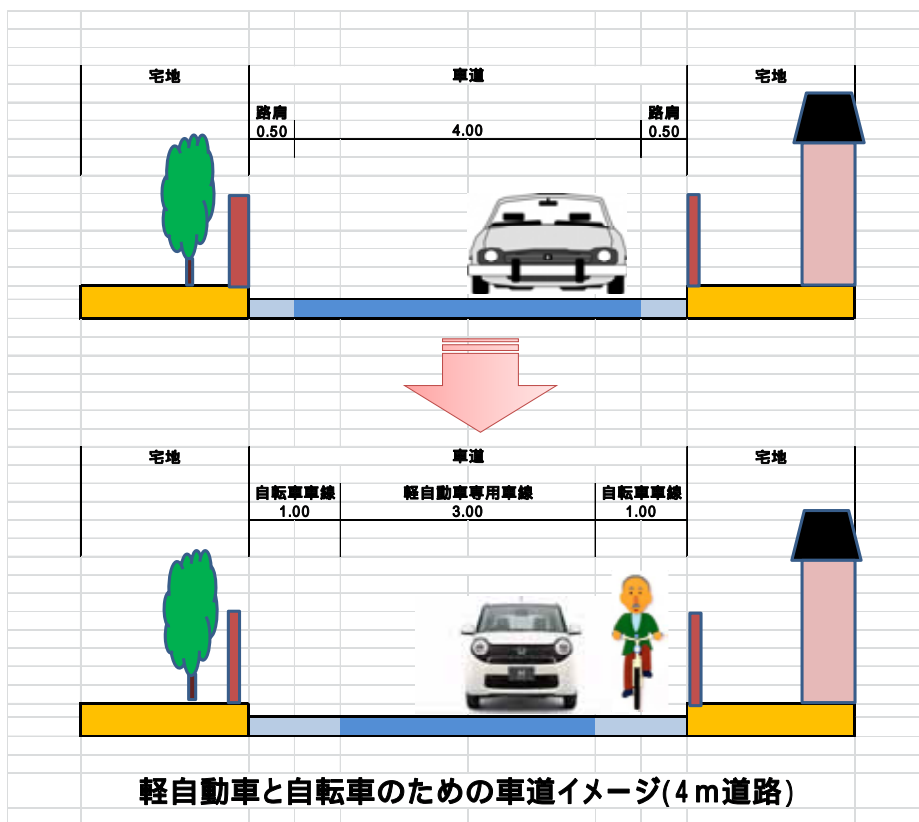 宅地 車道 宅地
路肩 路肩
0.50 4.00 0.50
宅地 車道 宅地
自転車車線 軽自動車専用車線 自転車車線
1.00 3.00 1.00
軽自動車と自転車のための車道イメージ(4ｍ道路)